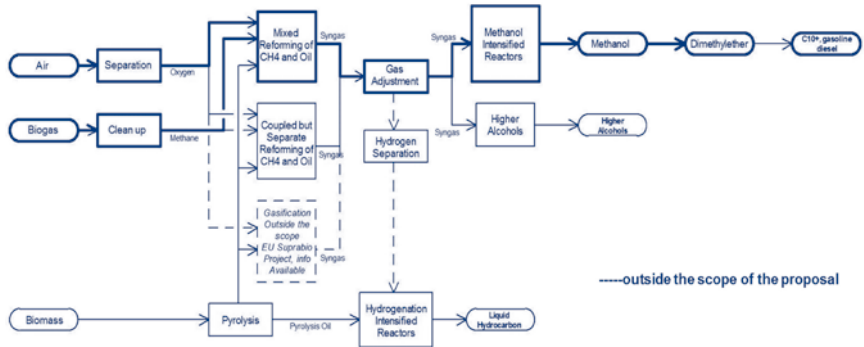 Air
Separation
Oxygen
Mixed
Reforming of
CH4 and Oil
Syngas
Gas
Adjustment
Syngas
Methanol
Intensified
Reactors
Methanol
Dimethylether
C10+, gasoline
diesel
Biogas
Clean up
Methane
Coupled but
Separate
Reforming of
CH4 and Oil
Syngas
Hydrogen
Separation
Syngas
Higher
Alcohols
Higher
Alcohols
Gasification
Outside the
scope
EU Suprabio
Project, info
Available
Syngas
-----outside the scope of the proposal
Biomass
Pyrolysis
Pyrolysis Oil
Hydrogenation
Intensified
Reactors
Liquid
Hydrocarbon